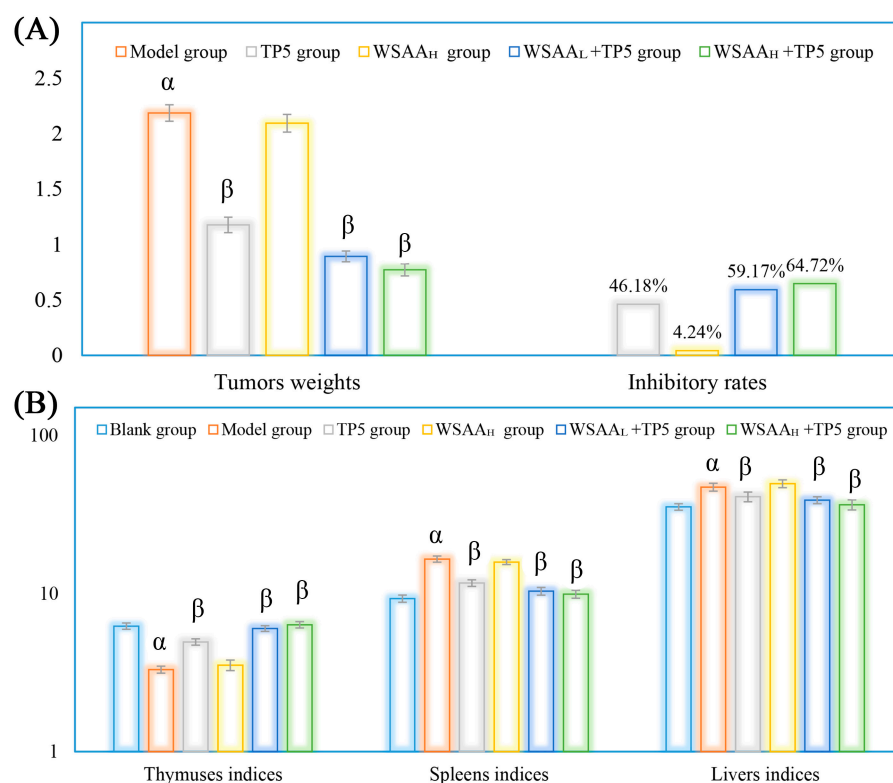 (A)
Model group TP5 group WSAAH group WSAAL +TP5 group WSAAH +TP5 group
2.5
2
1.5
1
0.5
0
α
β
β
β
46.18%
4.24%
59.17%
64.72%
Tumors weights Inhibitory rates
(B)
Blank group Model group TP5 group WSAAH group WSAAL +TP5 group WSAAH +TP5 group
100
10
1
α
β
β
β
α
β
β
β
α
β
β
β
Thymuses indices Spleens indices Livers indices